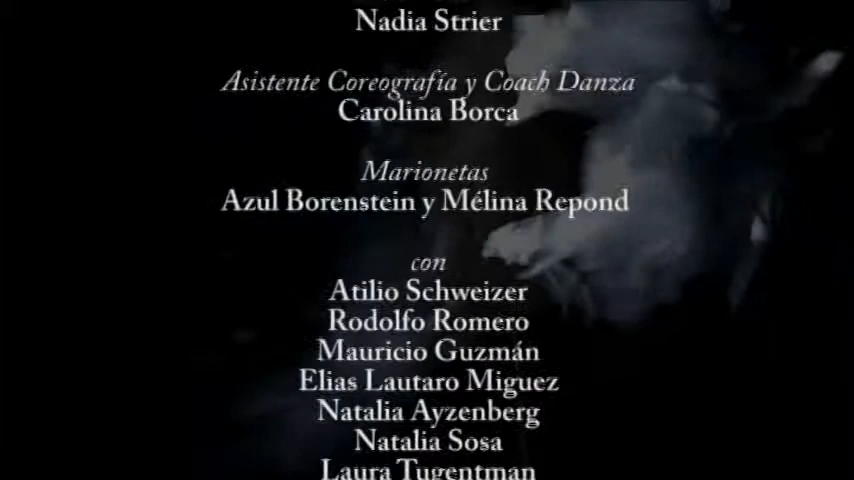 Nadia Strier
Asistente Coreografía y Coach Danza
Carolina Borca
Marionetas
Azul Borenstein y Mélina Repond
con
Atilio Schweizer
Rodolfo Romero
Mauricio Guzmán
Elias Lautaro Miguez
Natalia Ayzenberg
Natalia Sosa
Laura Tugentman